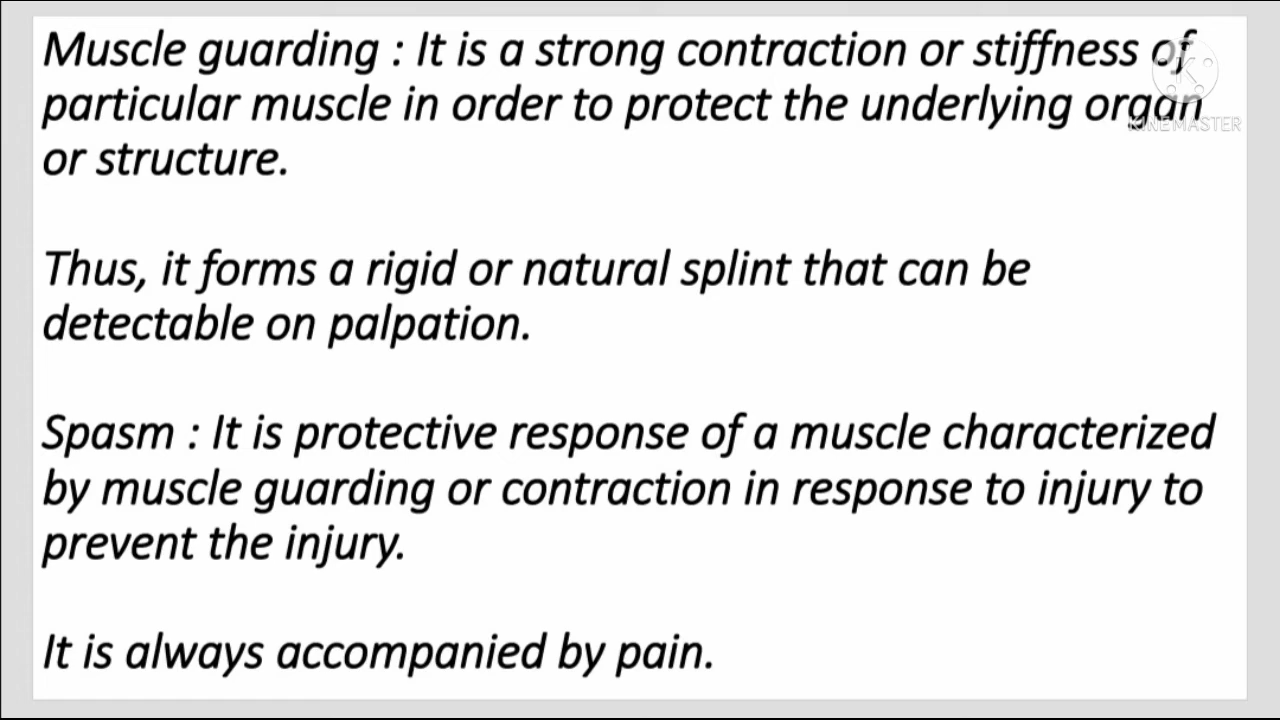 Muscle guarding : It is a strong contraction or stiffness of
particular muscle in order to protect the underlying organ
or structure.
Thus, it forms a rigid or natural splint that can be
detectable on palpation.
Spasm : It is protective response of a muscle characterized
by muscle guarding or contraction in response to injury to
prevent the injury.
It is always accompanied by pain.
K
KINEMASTER